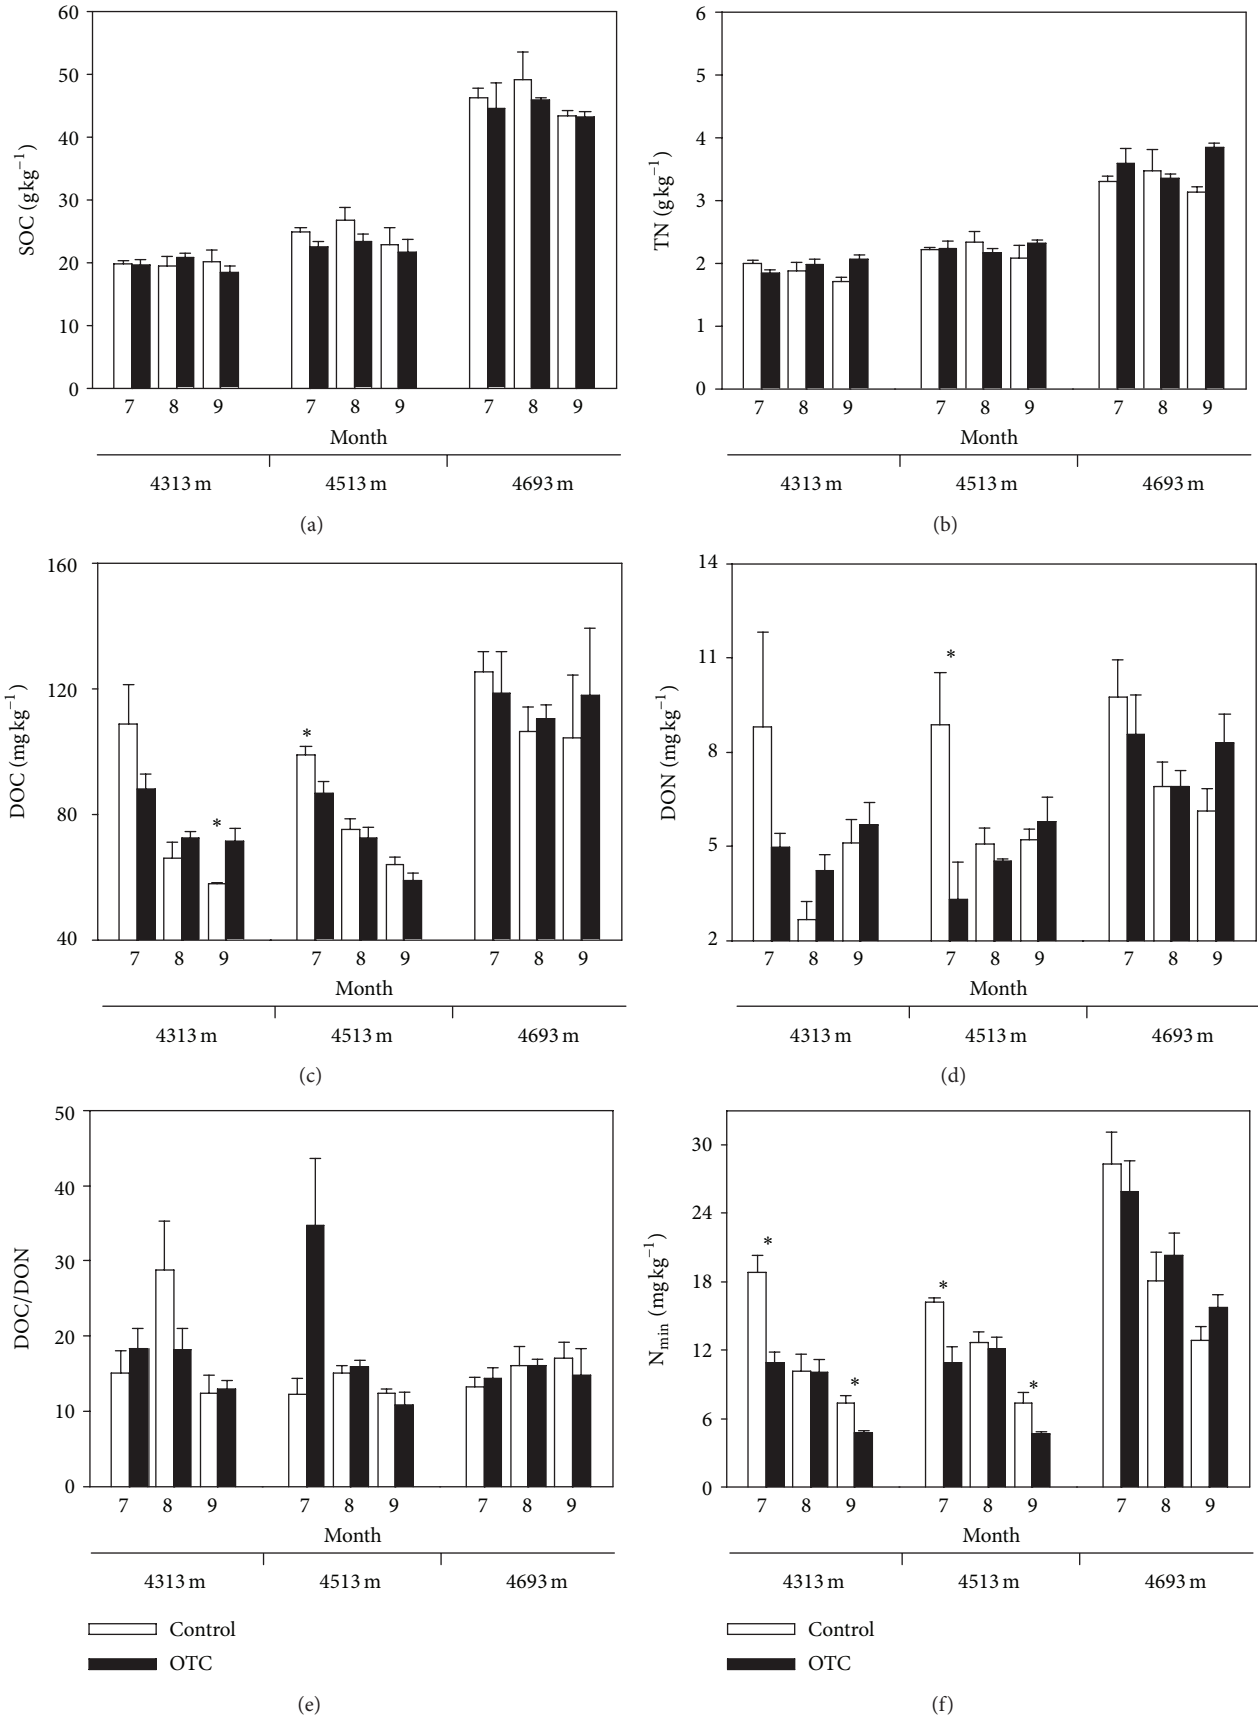 60
50
40
30
20
10
0
SOC (g kg⁻¹)
7 8 9 7 8 9 7 8 9
Month
4313 m 4513 m 4693 m
(a)
6
5
4
3
2
1
0
TN (g kg⁻¹)
7 8 9 7 8 9 7 8 9
Month
4313 m 4513 m 4693 m
(b)
160
120
80
40
DOC (mg kg⁻¹)
*
*
7 8 9 7 8 9 7 8 9
Month
4313 m 4513 m 4693 m
(c)
14
11
8
5
2
DON (mg kg⁻¹)
*
7 8 9 7 8 9 7 8 9
Month
4313 m 4513 m 4693 m
(d)
50
40
30
20
10
0
DOC/DON
7 8 9 7 8 9 7 8 9
Month
4313 m 4513 m 4693 m
Control
OTC
(e)
30
24
18
12
6
0
N_min (mg kg⁻¹)
* *
* *
7 8 9 7 8 9 7 8 9
Month
4313 m 4513 m 4693 m
Control
OTC
(f)